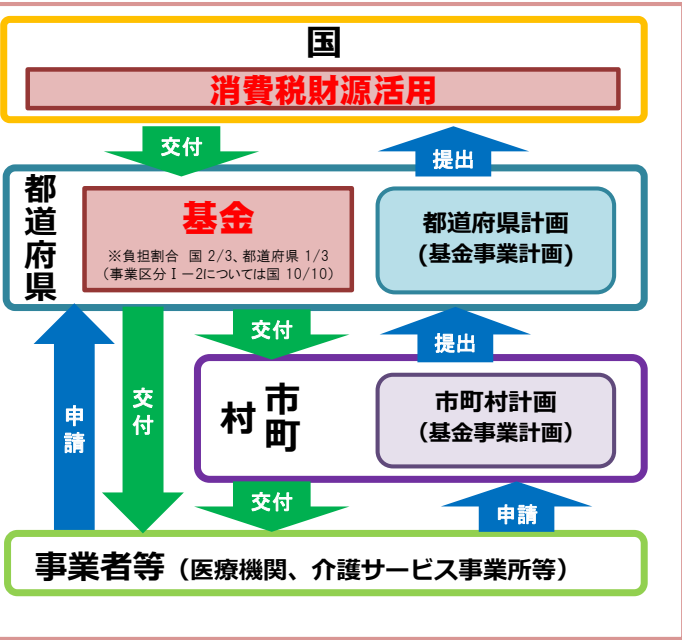 国
消費税財源活用
交付
提出
都道府県
基金
※負担割合 国 2/3、都道府県 1/3
（事業区分Ⅰ－2については国 10/10）
都道府県計画
(基金事業計画)
交付
提出
申請
交付
市町村
市町村計画
（基金事業計画）
交付
申請
事業者等（医療機関、介護サービス事業所等）